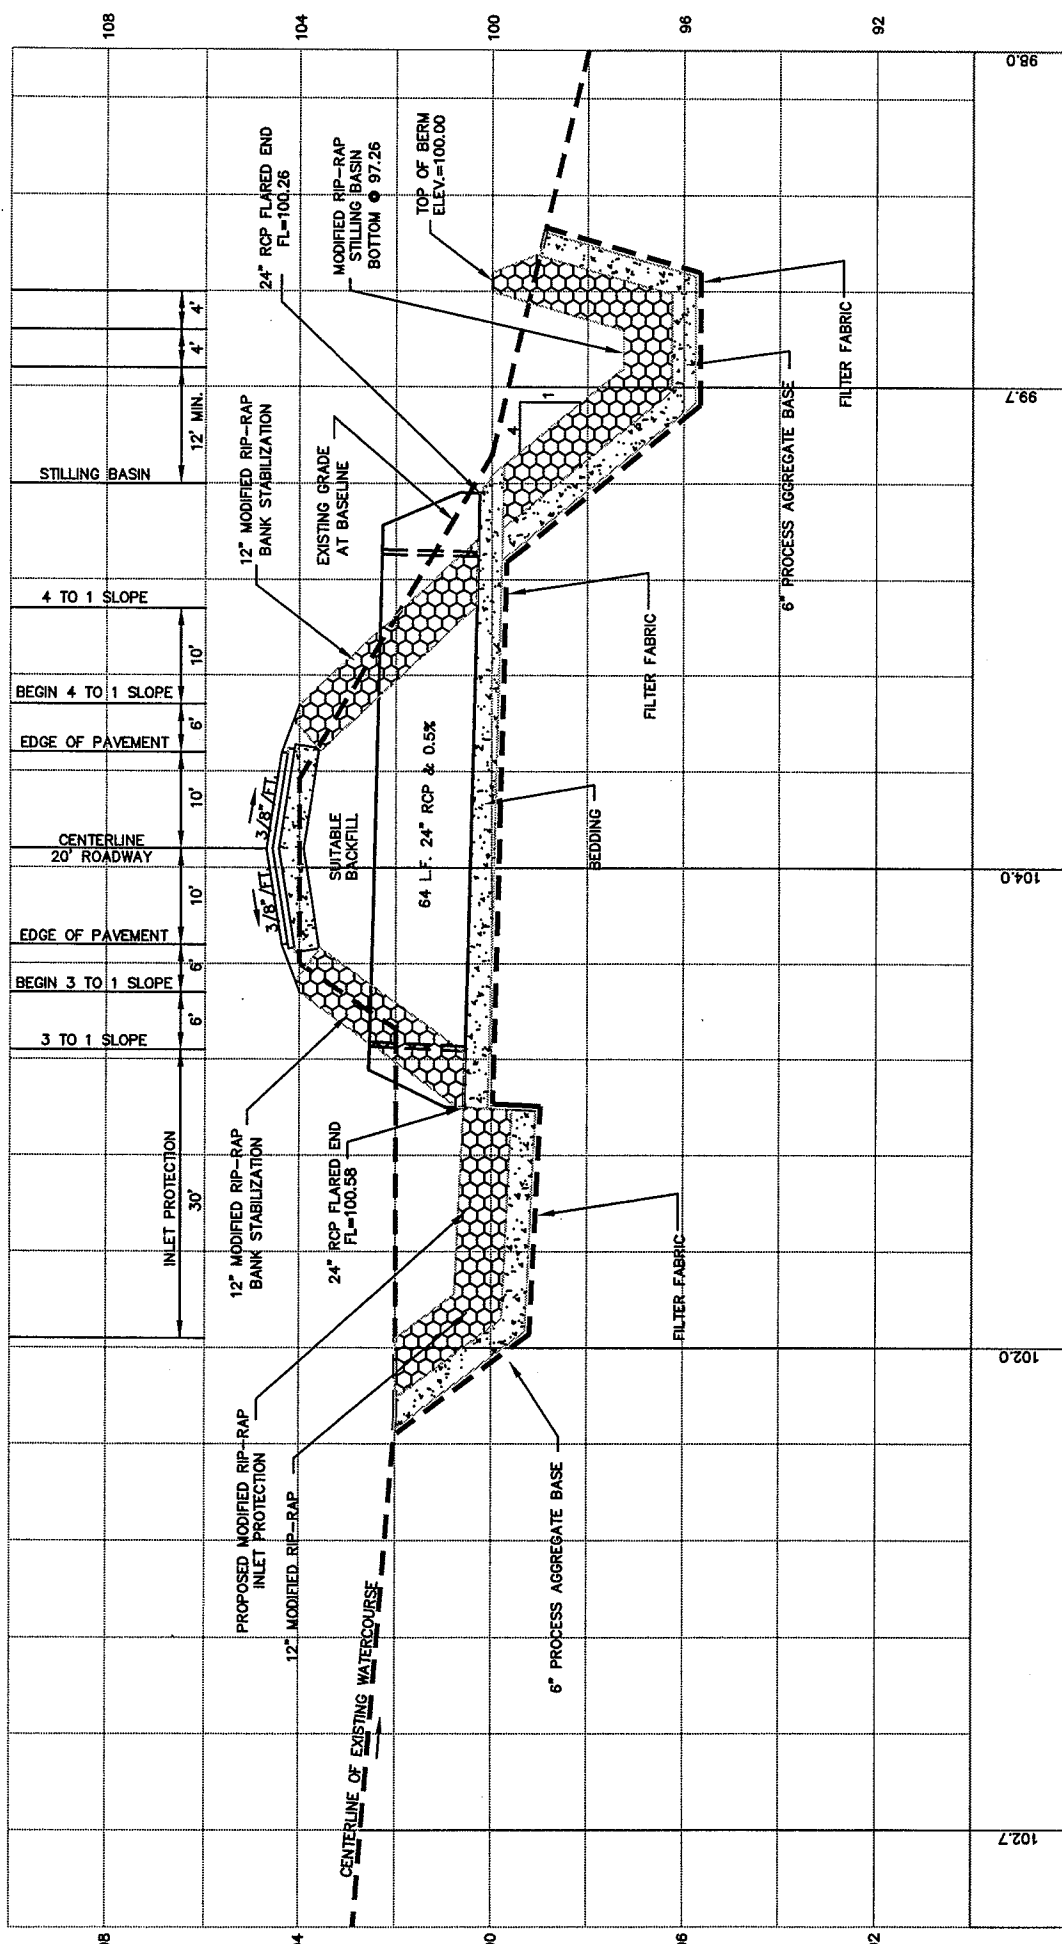 108
104
100
96
92
INLET PROTECTION
30'
3 TO 1 SLOPE
6'
BEGIN 3 TO 1 SLOPE
6'
EDGE OF PAVEMENT
10'
CENTERLINE
20' ROADWAY
10'
EDGE OF PAVEMENT
6'
BEGIN 4 TO 1 SLOPE
10'
4 TO 1 SLOPE
STILLING BASIN
12' MIN.
4'
4'
PROPOSED MODIFIED RIP-RAP
INLET PROTECTION
12" MODIFIED RIP-RAP
12" MODIFIED RIP-RAP
BANK STABILIZATION
24" RCP FLARED END
FL=100.58
3/8"/FT.
3/8"/FT.
12" MODIFIED RIP-RAP
BANK STABILIZATION
EXISTING GRADE
AT BASELINE
24" RCP FLARED END
FL=100.26
MODIFIED RIP-RAP
STILLING BASIN
BOTTOM @ 97.26
TOP OF BERM
ELEV.=100.00
CENTERLINE OF EXISTING WATERCOURSE
SUITABLE
BACKFILL
64 L.F. 24" RCP & 0.5%
4
1
6" PROCESS AGGREGATE BASE
FILTER FABRIC
BEDDING
FILTER FABRIC
6" PROCESS AGGREGATE BASE
FILTER FABRIC
102.7
102.0
104.0
99.7
98.0